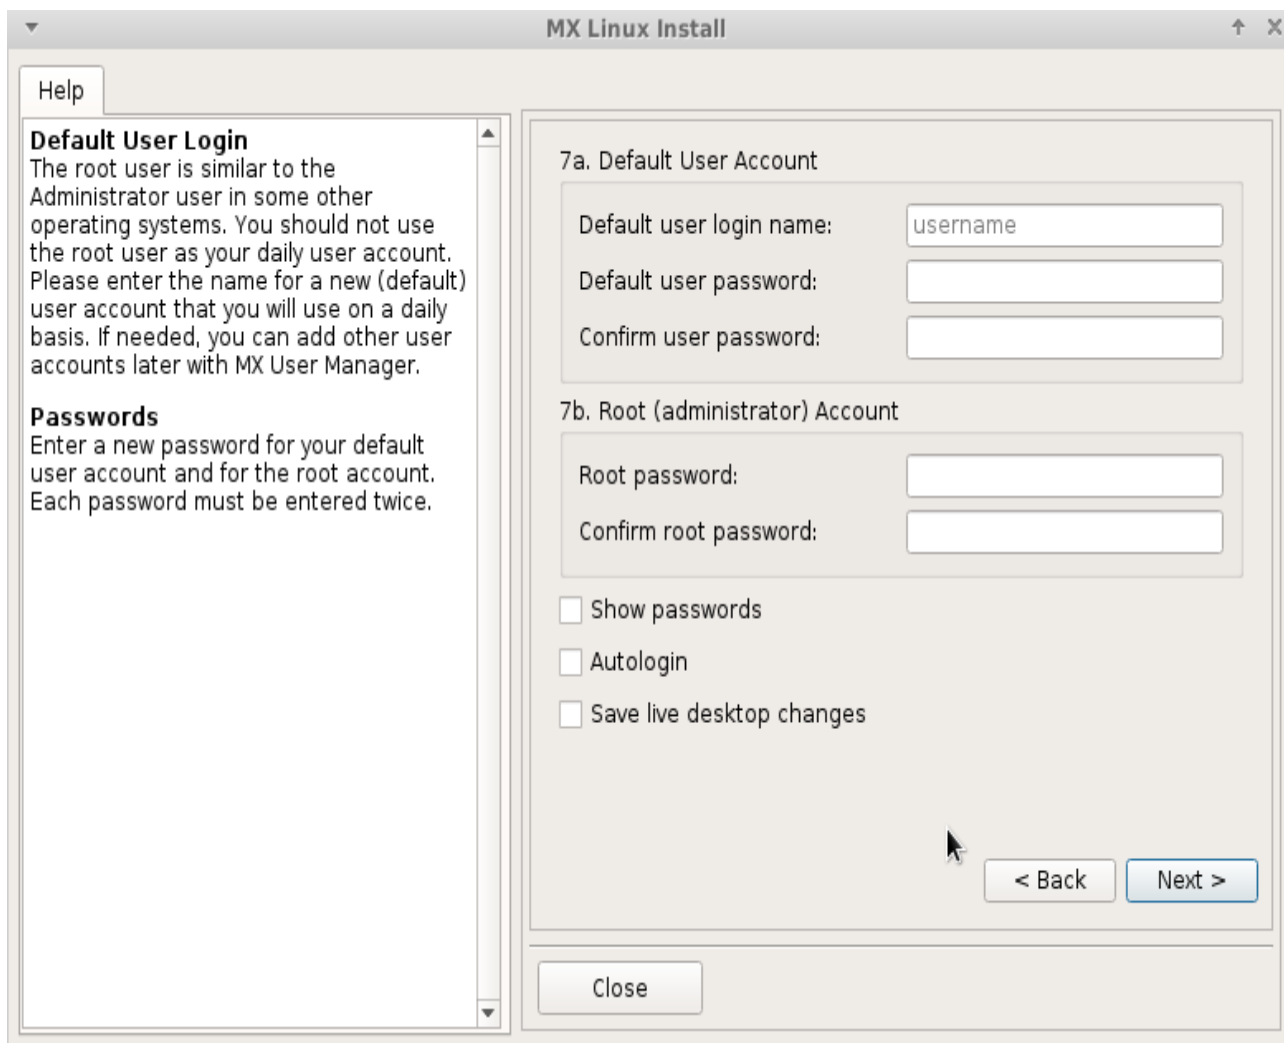 MX Linux Install
Help
Default User Login
The root user is similar to the
Administrator user in some other
operating systems. You should not use
the root user as your daily user account.
Please enter the name for a new (default)
user account that you will use on a daily
basis. If needed, you can add other user
accounts later with MX User Manager.
Passwords
Enter a new password for your default
user account and for the root account.
Each password must be entered twice.
7a. Default User Account
Default user login name:
username
Default user password:
Confirm user password:
7b. Root (administrator) Account
Root password:
Confirm root password:
Show passwords
Autologin
Save live desktop changes
< Back
Next >
Close